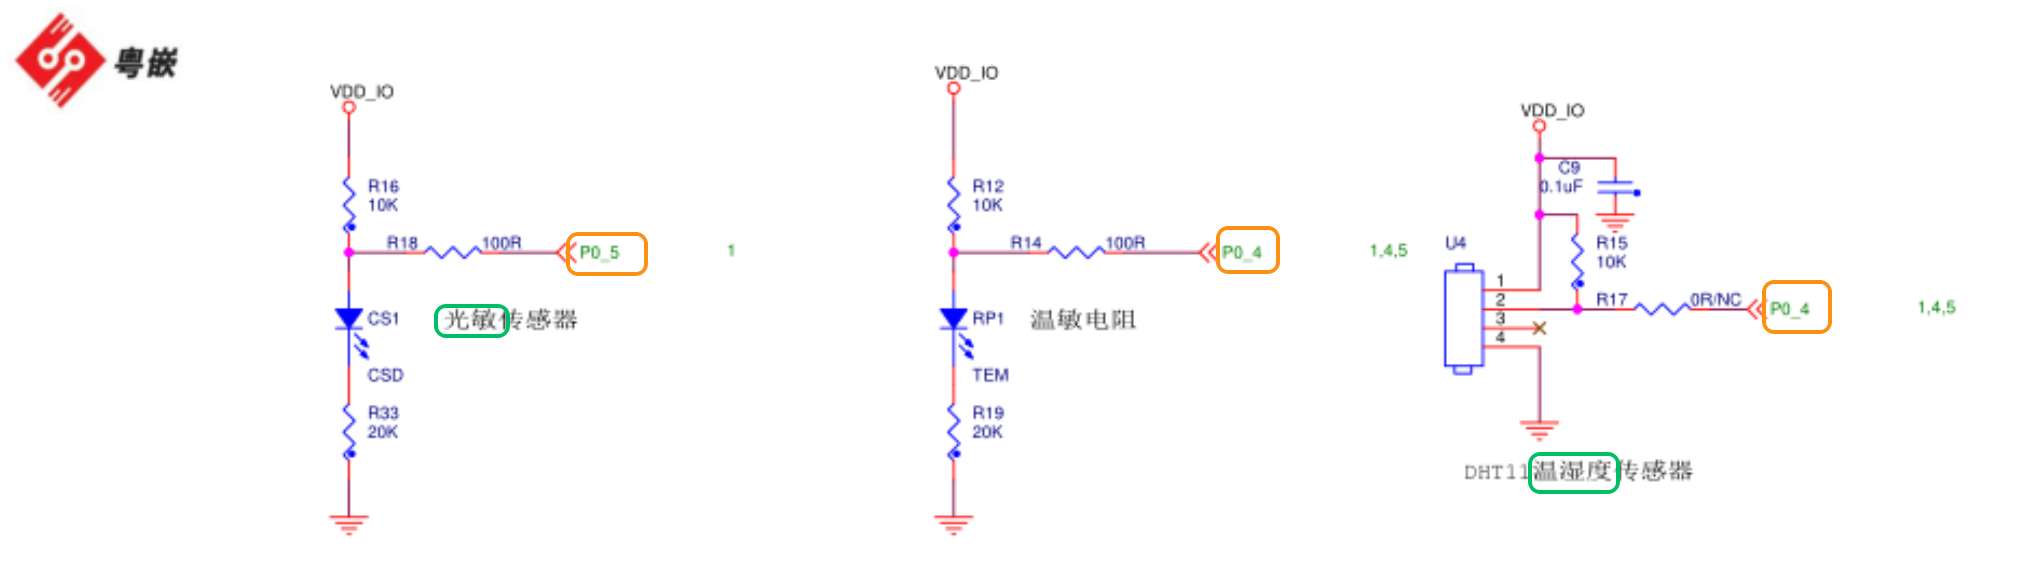 粤嵌
VDD_IO
R16
10K
R18 100R
P0_5
1
CS1
光敏传感器
CSD
R33
20K
VDD_IO
R12
10K
R14 100R
P0_4
1,4,5
RP1
温敏电阻
TEM
R19
20K
VDD_IO
C9
0.1uF
U4
R15
10K
1
2
3
4
R17 0R/NC
P0_4
1,4,5
DHT11温湿度传感器